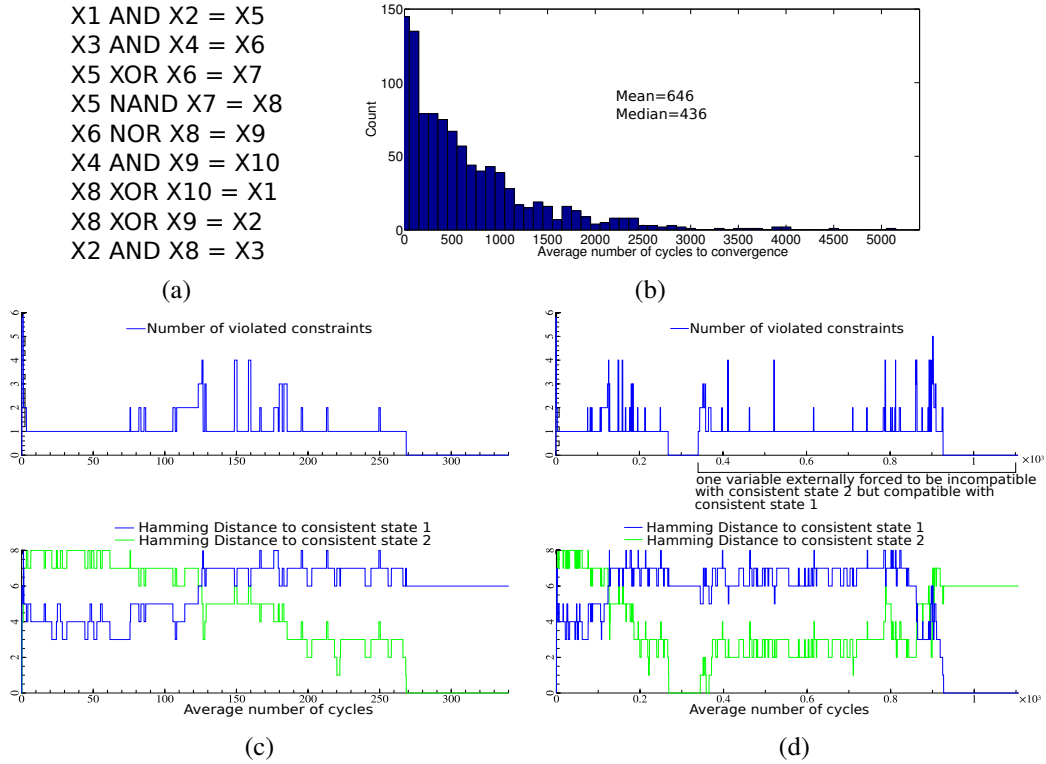 X1 AND X2 = X5
X3 AND X4 = X6
X5 XOR X6 = X7
X5 NAND X7 = X8
X6 NOR X8 = X9
X4 AND X9 = X10
X8 XOR X10 = X1
X8 XOR X9 = X2
X2 AND X8 = X3
(a)
150
100
50
0
Count
Mean=646
Median=436
0 500 1000 1500 2000 2500 3000 3500 4000 4500 5000
Average number of cycles to convergence
(b)
6
5
4
3
2
1
0
Number of violated constraints
0 50 100 150 200 250 300
Hamming Distance to consistent state 1
Hamming Distance to consistent state 2
8
6
4
2
0
0 50 100 150 200 250 300
Average number of cycles
(c)
6
5
4
3
2
1
0
Number of violated constraints
0 0.2 0.4 0.6 0.8 1 ×10³
one variable externally forced to be incompatible
with consistent state 2 but compatible with
consistent state 1
Hamming Distance to consistent state 1
Hamming Distance to consistent state 2
8
6
4
2
0
0 0.2 0.4 0.6 0.8 1 ×10³
Average number of cycles
(d)